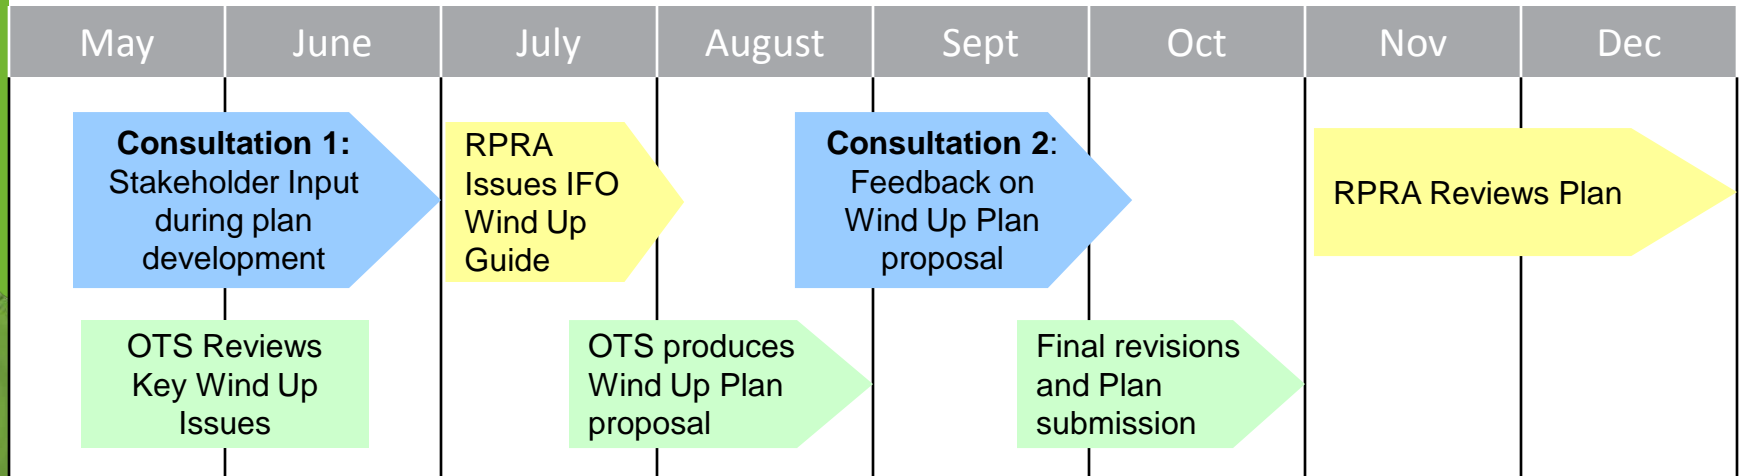 May June July August Sept Oct Nov Dec
Consultation 1:
Stakeholder Input
during plan
development
RPRA
Issues IFO
Wind Up
Guide
Consultation 2:
Feedback on
Wind Up Plan
proposal
RPRA Reviews Plan
OTS Reviews
Key Wind Up
Issues
OTS produces
Wind Up Plan
proposal
Final revisions
and Plan
submission